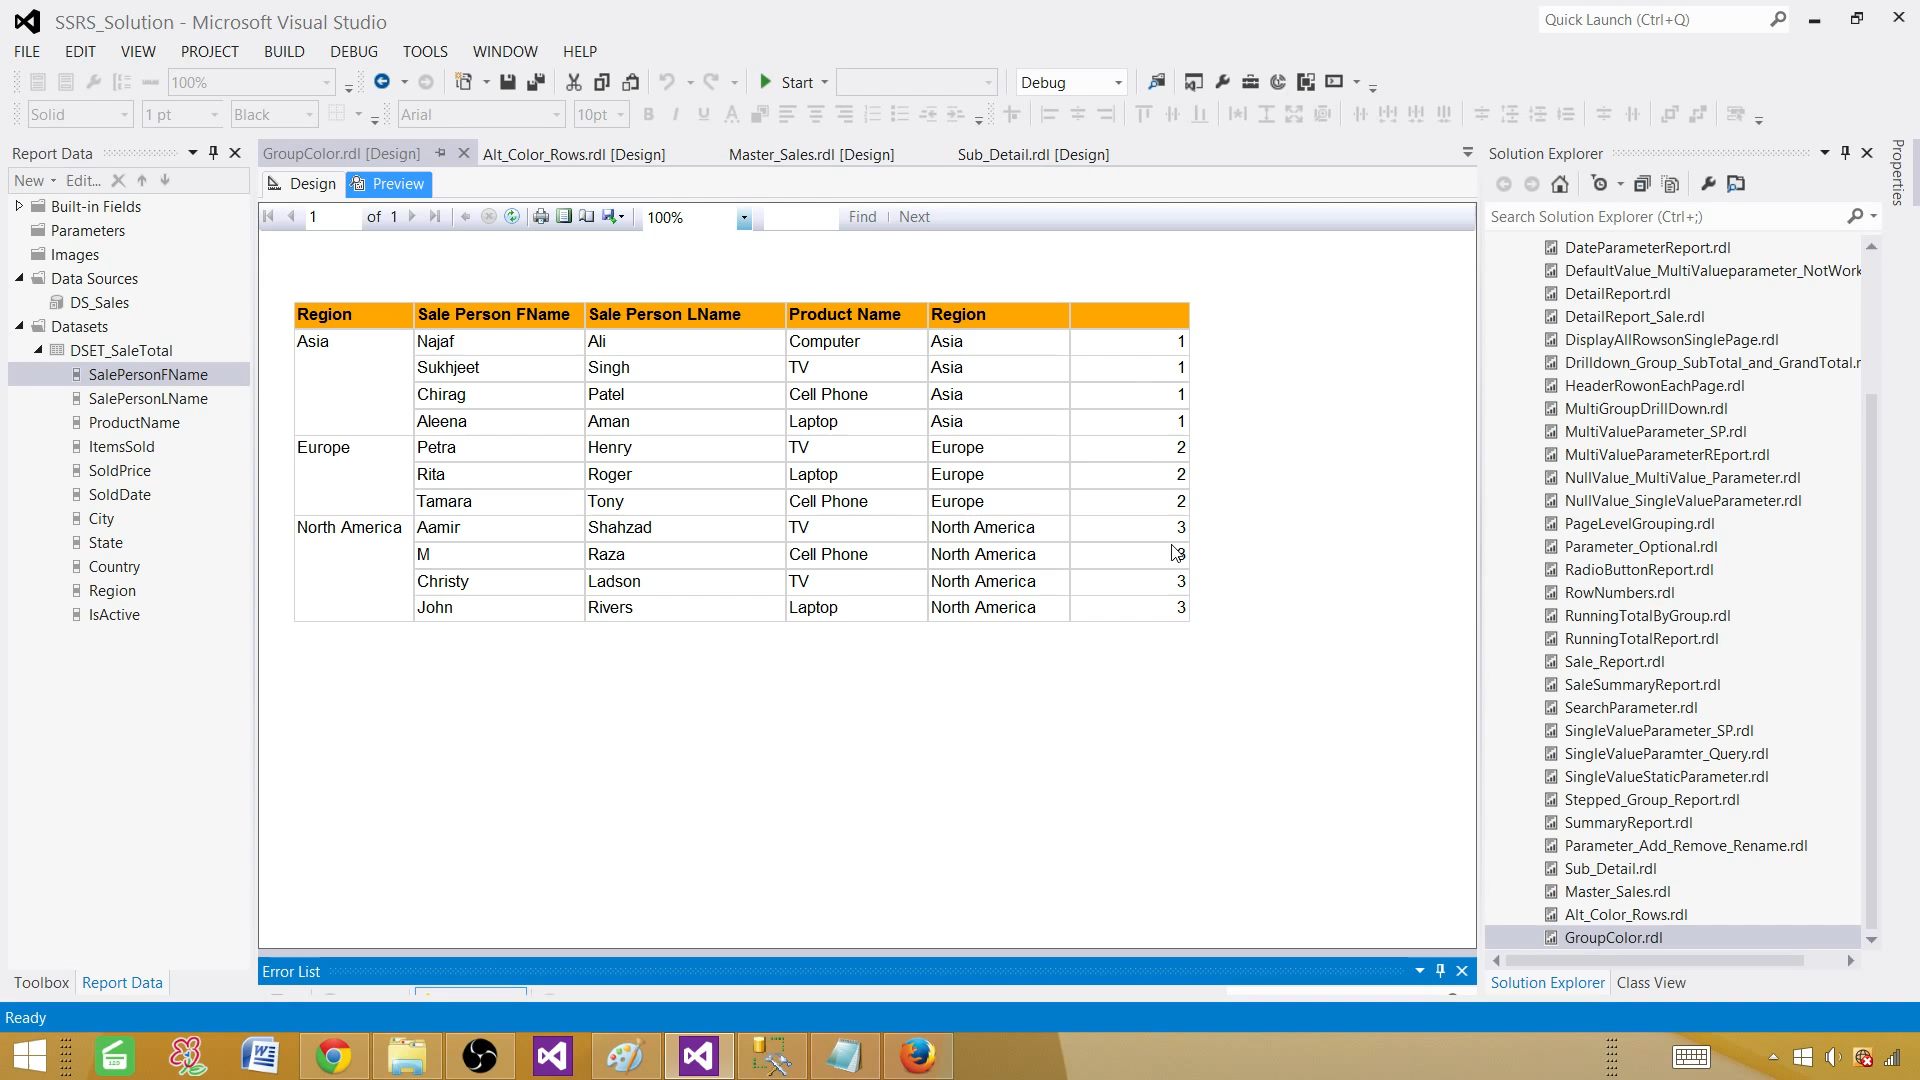 SSRS_Solution - Microsoft Visual Studio
Quick Launch (Ctrl+Q)
FILE EDIT VIEW PROJECT BUILD DEBUG TOOLS WINDOW HELP
100% Start Debug
Solid 1 pt Black Arial 10pt
Report Data
New Edit...
Built-in Fields
Parameters
Images
Data Sources
DS_Sales
Datasets
DSET_SaleTotal
SalePersonFName
SalePersonLName
ProductName
ItemsSold
SoldPrice
SoldDate
City
State
Country
Region
IsActive
Toolbox Report Data
GroupColor.rdl [Design] Alt_Color_Rows.rdl [Design] Master_Sales.rdl [Design] Sub_Detail.rdl [Design]
Design Preview
1 of 1 100% Find Next
Region Sale Person FName Sale Person LName Product Name Region
Asia Najaf Ali Computer Asia 1
Sukhjeet Singh TV Asia 1
Chirag Patel Cell Phone Asia 1
Aleena Aman Laptop Asia 1
Europe Petra Henry TV Europe 2
Rita Roger Laptop Europe 2
Tamara Tony Cell Phone Europe 2
North America Aamir Shahzad TV North America 3
M Raza Cell Phone North America 3
Christy Ladson TV North America 3
John Rivers Laptop North America 3
Error List
Solution Explorer
Search Solution Explorer (Ctrl+;)
DateParameterReport.rdl
DefaultValue_MultiValueparameter_NotWork
DetailReport.rdl
DetailReport_Sale.rdl
DisplayAllRowsonSinglePage.rdl
Drilldown_Group_SubTotal_and_GrandTotal.r
HeaderRowonEachPage.rdl
MultiGroupDrillDown.rdl
MultiValueParameter_SP.rdl
MultiValueParameterREport.rdl
NullValue_MultiValue_Parameter.rdl
NullValue_SingleValueParameter.rdl
PageLevelGrouping.rdl
Parameter_Optional.rdl
RadioButtonReport.rdl
RowNumbers.rdl
RunningTotalByGroup.rdl
RunningTotalReport.rdl
Sale_Report.rdl
SaleSummaryReport.rdl
SearchParameter.rdl
SingleValueParameter_SP.rdl
SingleValueParamter_Query.rdl
SingleValueStaticParameter.rdl
Stepped_Group_Report.rdl
SummaryReport.rdl
Parameter_Add_Remove_Rename.rdl
Sub_Detail.rdl
Master_Sales.rdl
Alt_Color_Rows.rdl
GroupColor.rdl
Solution Explorer Class View
Properties
Ready